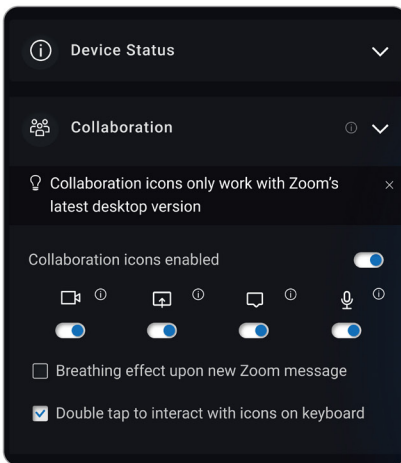 Device Status
Collaboration
Collaboration icons only work with Zoom's
latest desktop version
Collaboration icons enabled
Breathing effect upon new Zoom message
Double tap to interact with icons on keyboard